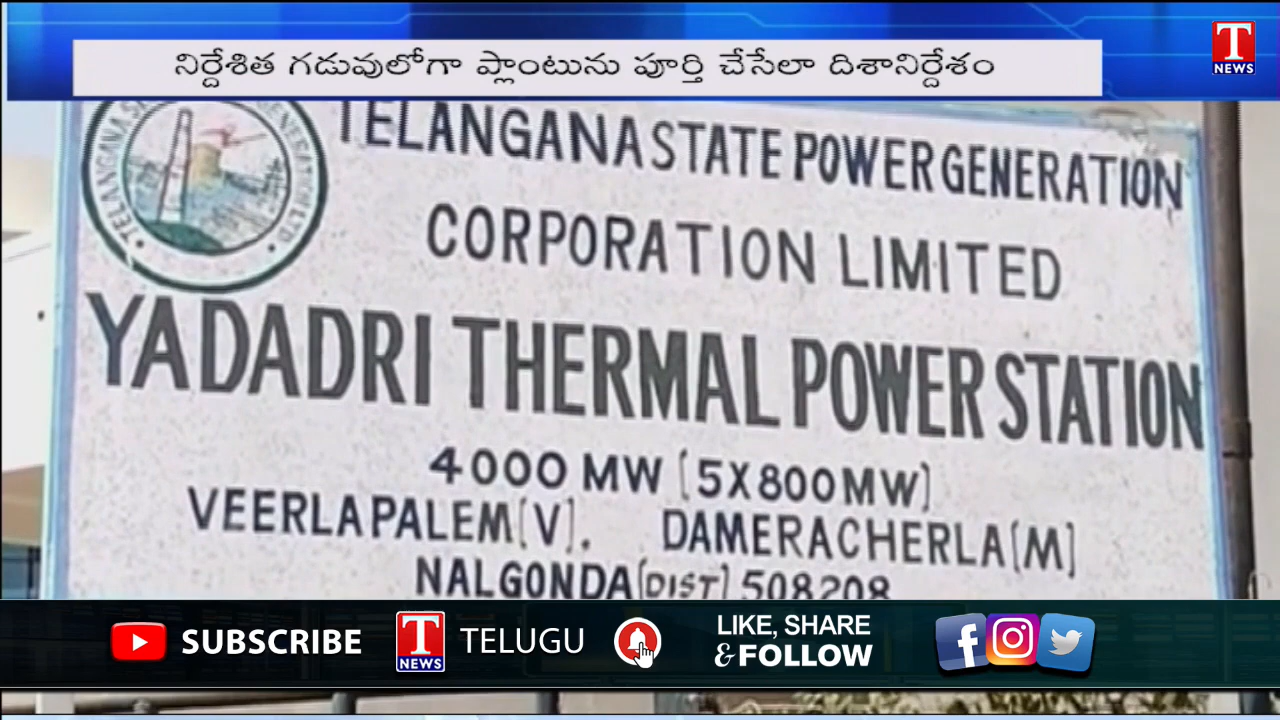 నిర్దేశిత గడువులోగా ప్లాంటును పూర్తి చేసేలా దిశానిర్దేశం
T
NEWS
TELANGANA STATE POWER GENERATION
CORPORATION LIMITED
YADADRI THERMAL POWER STATION
4000 MW [5X800MW]
VEERLAPALEM[V]. DAMERACHERLA[M]
NALGONDA[DIST] 508208
SUBSCRIBE
T
NEWS
TELUGU
LIKE, SHARE
& FOLLOW